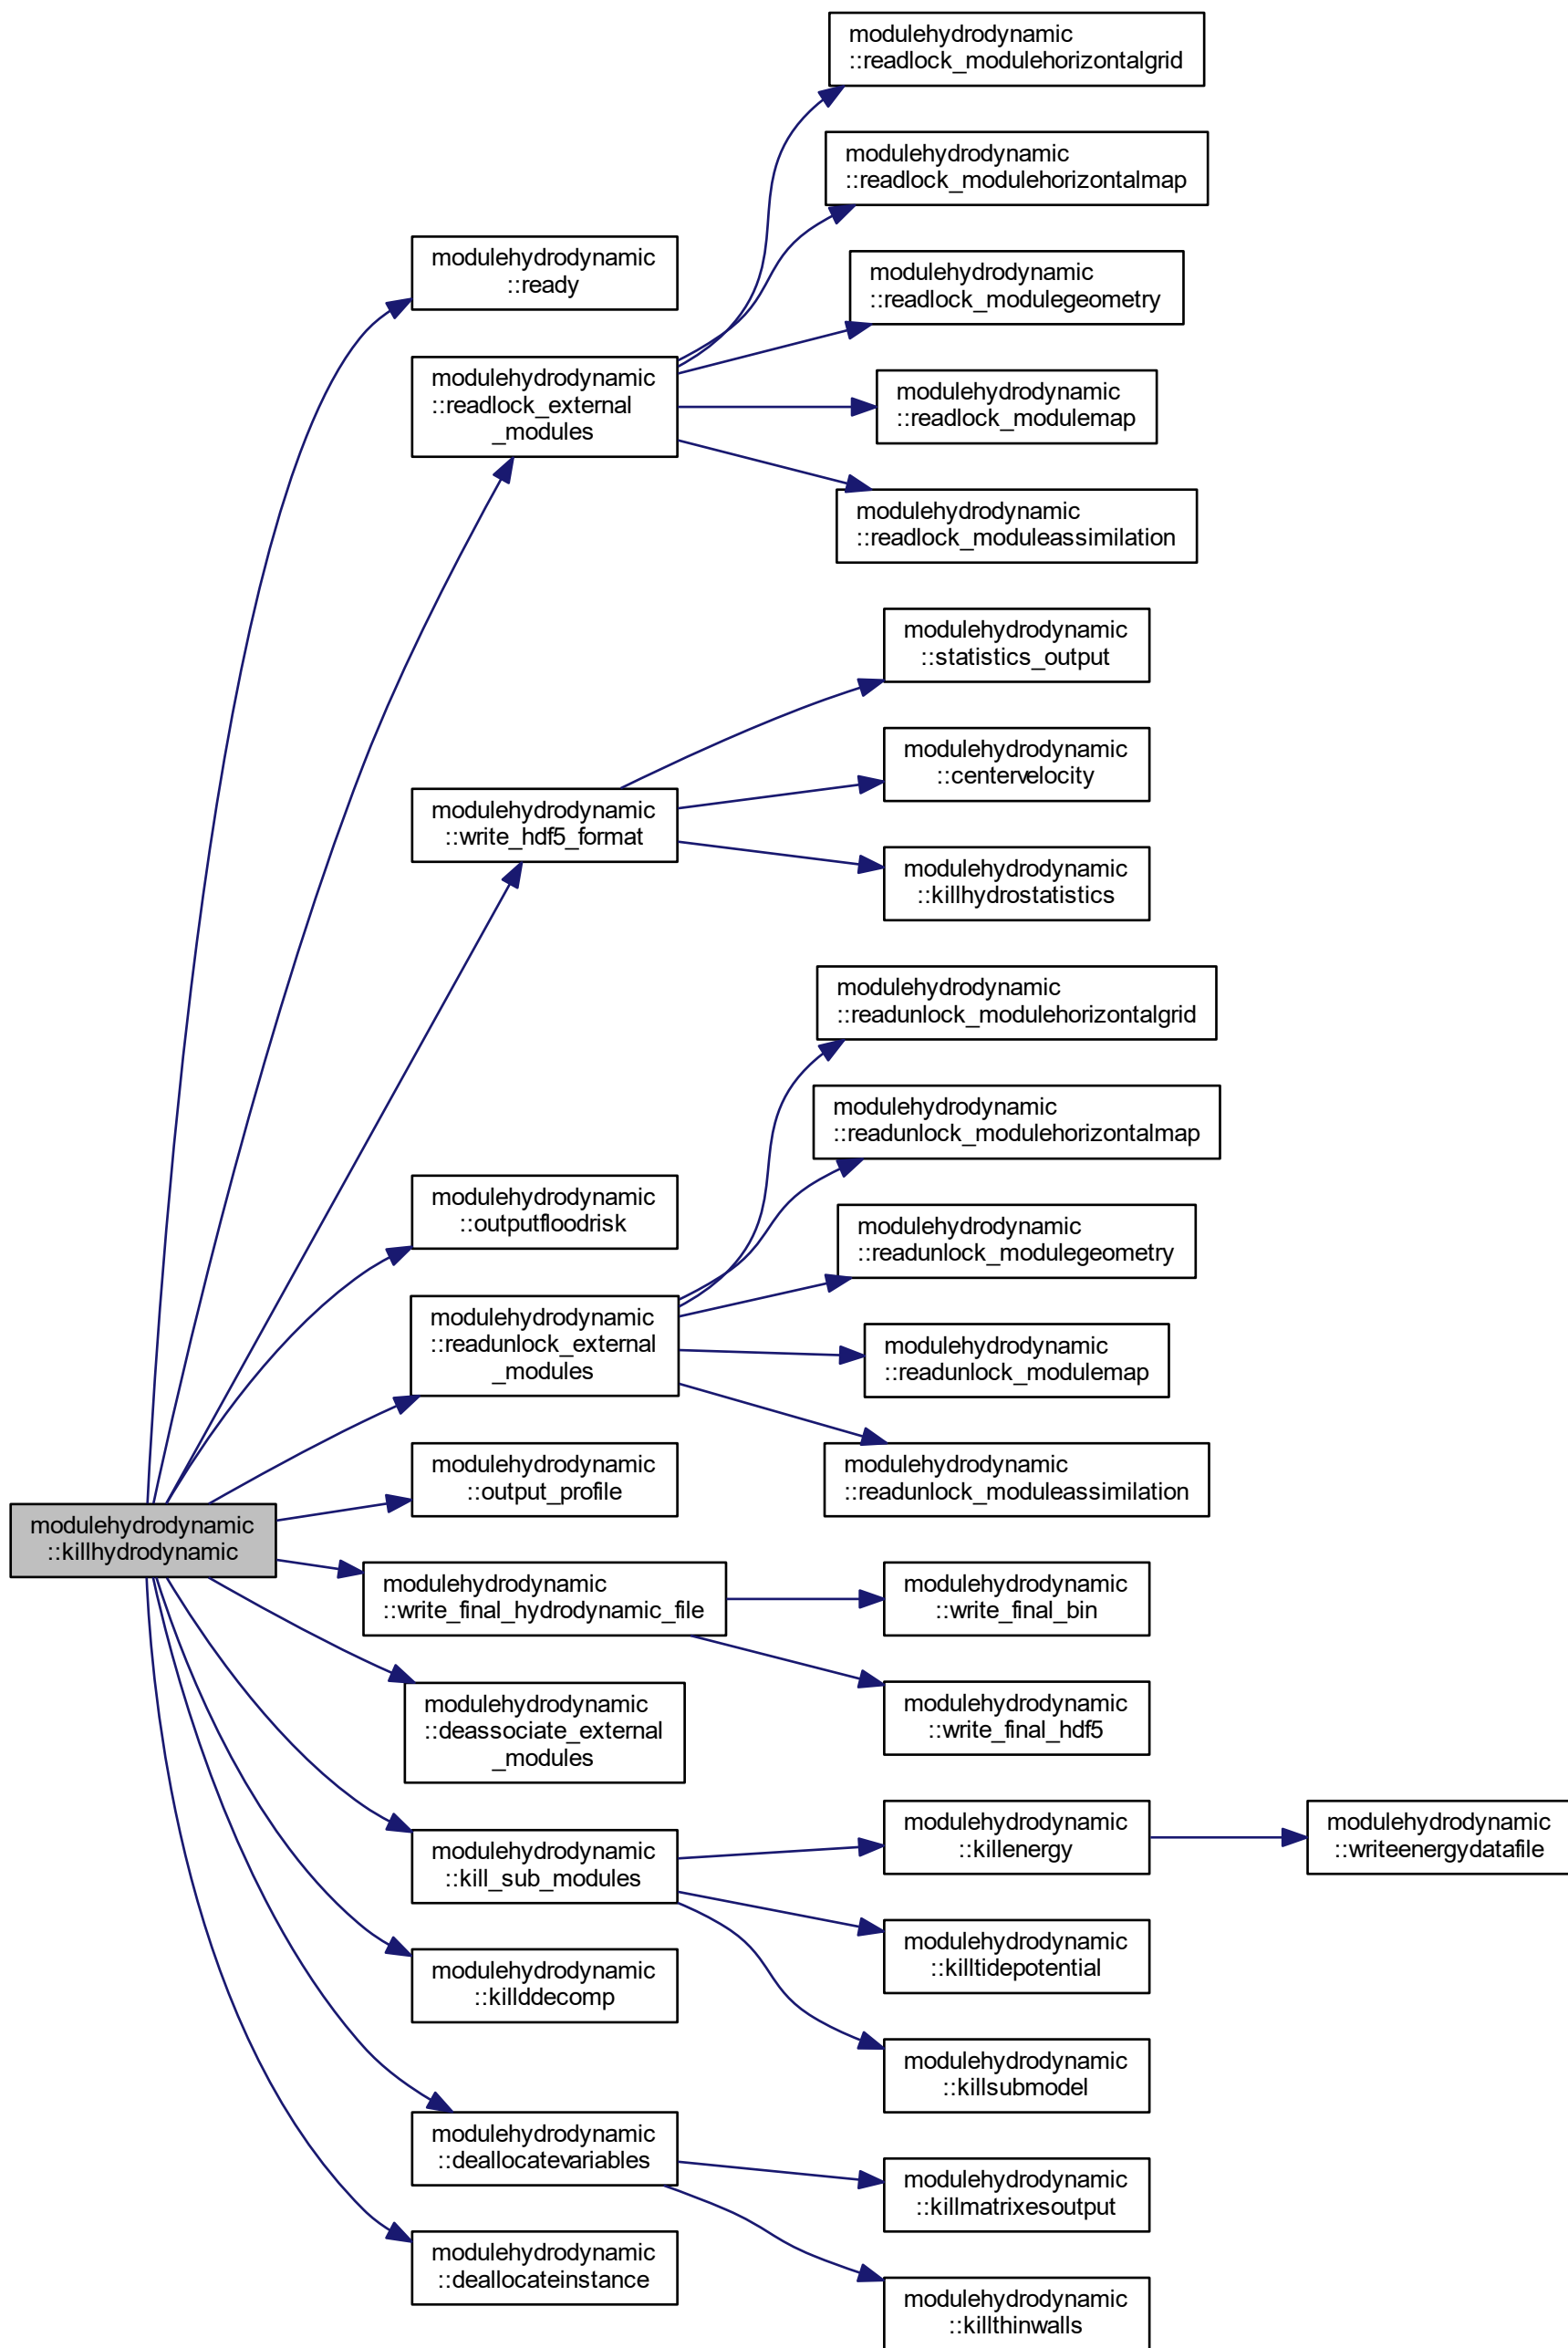 modulehydrodynamic
::readlock_modulehorizontalgrid
modulehydrodynamic
::readlock_modulehorizontalmap
modulehydrodynamic
::ready
modulehydrodynamic
::readlock_modulegeometry
modulehydrodynamic
::readlock_external
_modules
modulehydrodynamic
::readlock_modulemap
modulehydrodynamic
::readlock_moduleassimilation
modulehydrodynamic
::statistics_output
modulehydrodynamic
::centervelocity
modulehydrodynamic
::write_hdf5_format
modulehydrodynamic
::killhydrostatistics
modulehydrodynamic
::readunlock_modulehorizontalgrid
modulehydrodynamic
::readunlock_modulehorizontalmap
modulehydrodynamic
::outputfloodrisk
modulehydrodynamic
::readunlock_modulegeometry
modulehydrodynamic
::readunlock_external
_modules
modulehydrodynamic
::readunlock_modulemap
modulehydrodynamic
::output_profile
modulehydrodynamic
::readunlock_moduleassimilation
modulehydrodynamic
::killhydrodynamic
modulehydrodynamic
::write_final_hydrodynamic_file
modulehydrodynamic
::write_final_bin
modulehydrodynamic
::deassociate_external
_modules
modulehydrodynamic
::write_final_hdf5
modulehydrodynamic
::kill_sub_modules
modulehydrodynamic
::killenergy
modulehydrodynamic
::writeenergydatafile
modulehydrodynamic
::killddecomp
modulehydrodynamic
::killtidepotential
modulehydrodynamic
::killsubmodel
modulehydrodynamic
::deallocatevariables
modulehydrodynamic
::killmatrixesoutput
modulehydrodynamic
::deallocateinstance
modulehydrodynamic
::killthinwalls